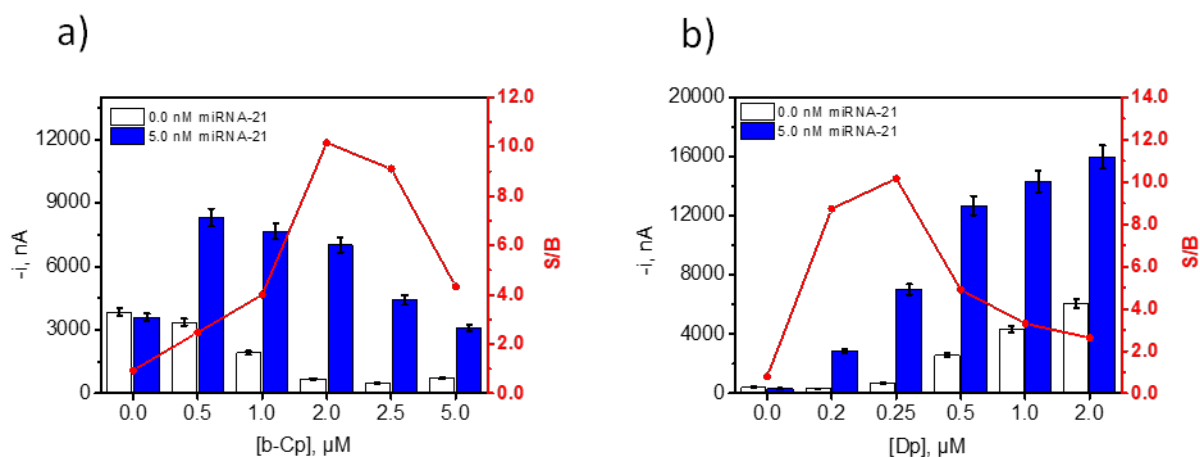 a)
0.0 nM miRNA-21
5.0 nM miRNA-21
12000
9000
6000
3000
0
-i, nA
12.0
10.0
8.0
6.0
4.0
2.0
0.0
S/B
0.0 0.5 1.0 2.0 2.5 5.0
[b-Cp], µM
b)
0.0 nM miRNA-21
5.0 nM miRNA-21
20000
16000
12000
8000
4000
0
-i, nA
14.0
12.0
10.0
8.0
6.0
4.0
2.0
0.0
S/B
0.0 0.2 0.25 0.5 1.0 2.0
[Dp], µM